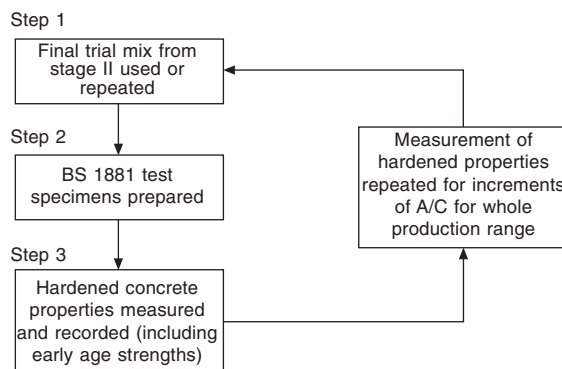 Step 1
Final trial mix from
stage II used or
repeated
Step 2
BS 1881 test
specimens prepared
Step 3
Hardened concrete
properties measured
and recorded (including
early age strengths)
Measurement of
hardened properties
repeated for increments
of A/C for whole
production range